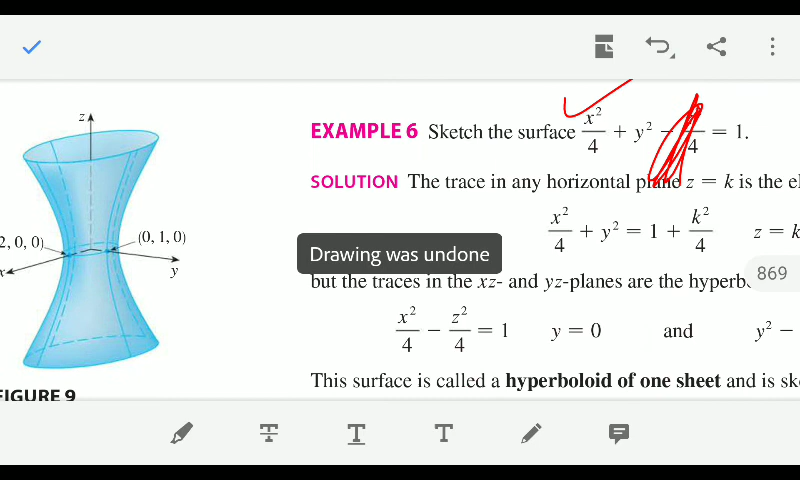 z
2, 0, 0)
(0, 1, 0)
x
y
FIGURE 9
EXAMPLE 6 Sketch the surface x²/4 + y² − /4 = 1.
SOLUTION The trace in any horizontal plane z = k is the el
x²/4 + y² = 1 + k²/4 z = k
Drawing was undone
but the traces in the xz- and yz-planes are the hyperb
869
x²/4 − z²/4 = 1 y = 0 and y² −
This surface is called a hyperboloid of one sheet and is sk
T
T
T